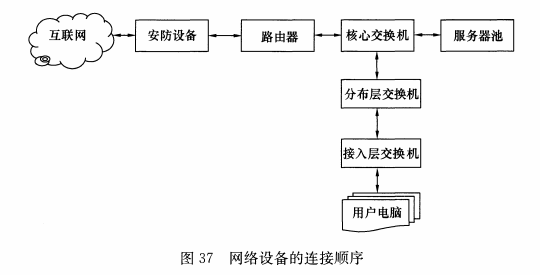 互联网 安防设备 路由器 核心交换机 服务器池
分布层交换机
接入层交换机
用户电脑
图 37 网络设备的连接顺序